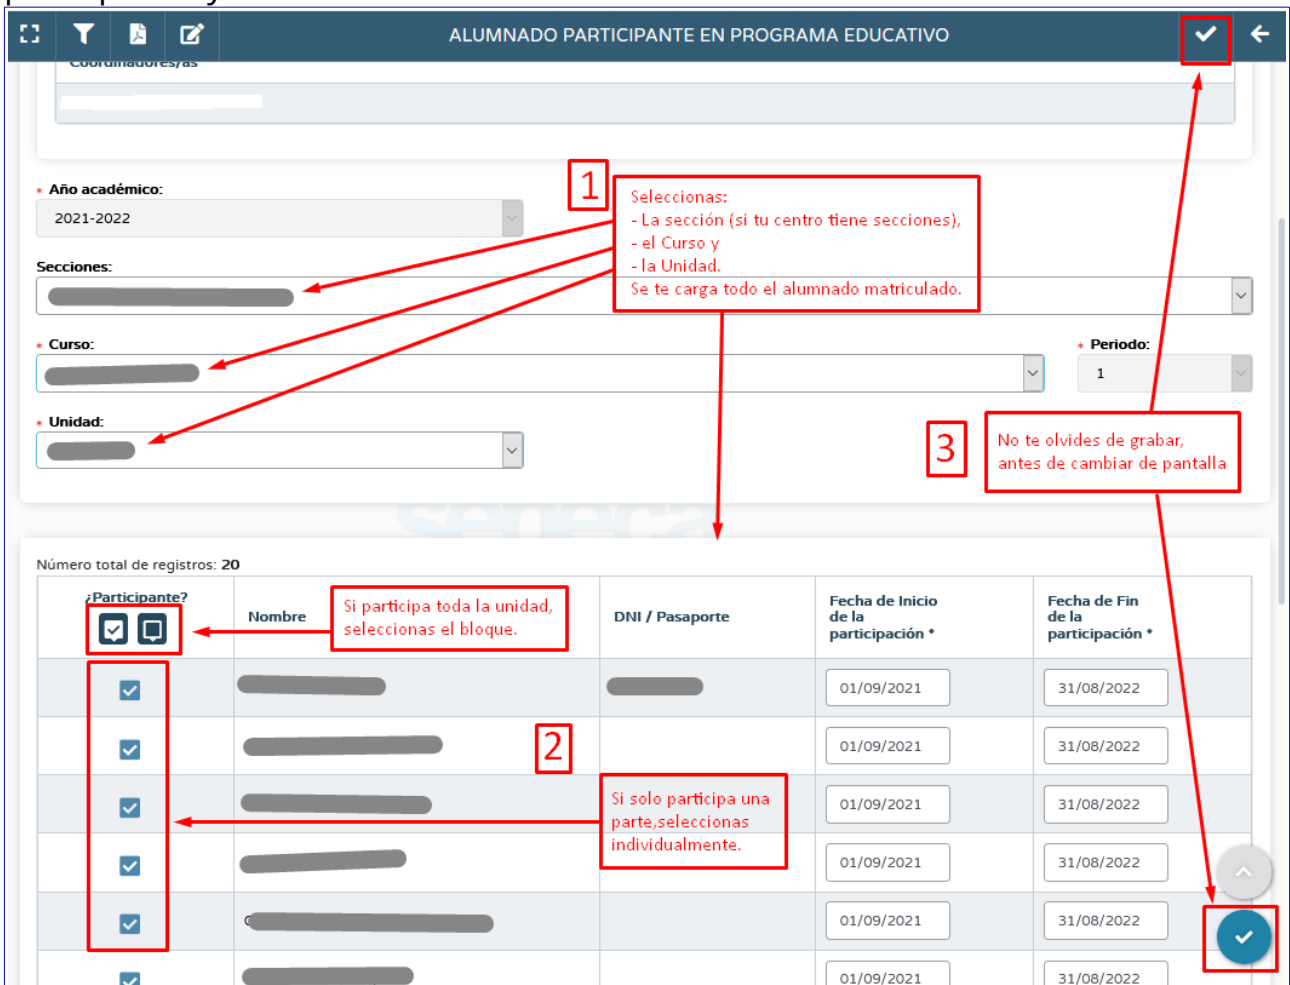 ALUMNADO PARTICIPANTE EN PROGRAMA EDUCATIVO
Coordinadores/as
* Año académico:
2021-2022
1
Seleccionas:
- La sección (si tu centro tiene secciones),
- el Curso y
- la Unidad.
Se te carga todo el alumnado matriculado.
Secciones:
* Curso:
* Periodo:
1
* Unidad:
3
No te olvides de grabar,
antes de cambiar de pantalla
seneca
Número total de registros: 20
¿Participante?
Nombre
Si participa toda la unidad,
seleccionas el bloque.
DNI / Pasaporte
Fecha de Inicio
de la
participación *
Fecha de Fin
de la
participación *
01/09/2021
31/08/2022
2
01/09/2021
31/08/2022
Si solo participa una
parte,seleccionas
individualmente.
01/09/2021
31/08/2022
01/09/2021
31/08/2022
01/09/2021
31/08/2022
01/09/2021
31/08/2022